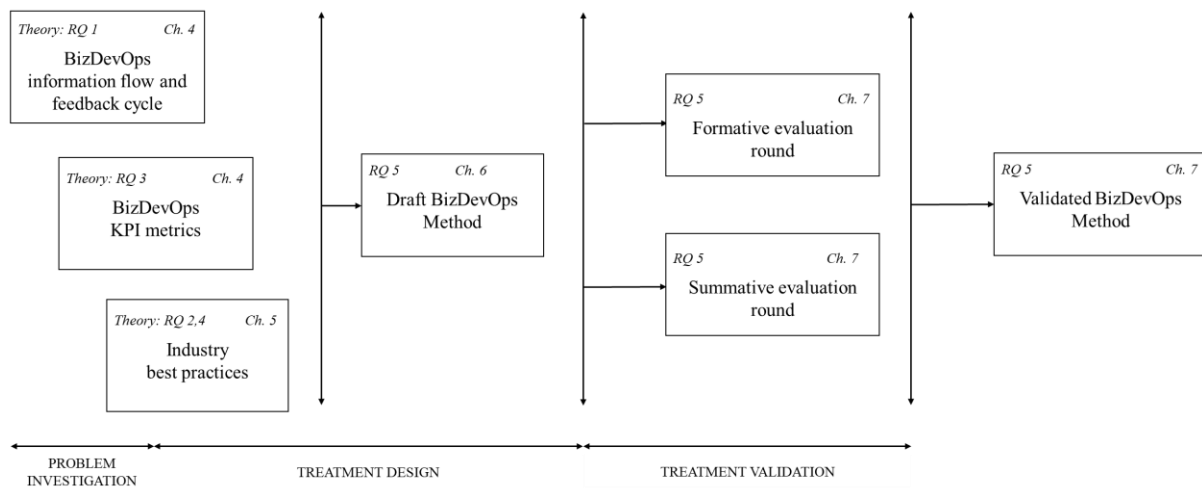 Theory: RQ 1 Ch. 4
BizDevOps
information flow and
feedback cycle
Theory: RQ 3 Ch. 4
BizDevOps
KPI metrics
Theory: RQ 2,4 Ch. 5
Industry
best practices
RQ 5 Ch. 6
Draft BizDevOps
Method
RQ 5 Ch. 7
Formative evaluation
round
RQ 5 Ch. 7
Summative evaluation
round
RQ 5 Ch. 7
Validated BizDevOps
Method
PROBLEM
INVESTIGATION
TREATMENT DESIGN
TREATMENT VALIDATION